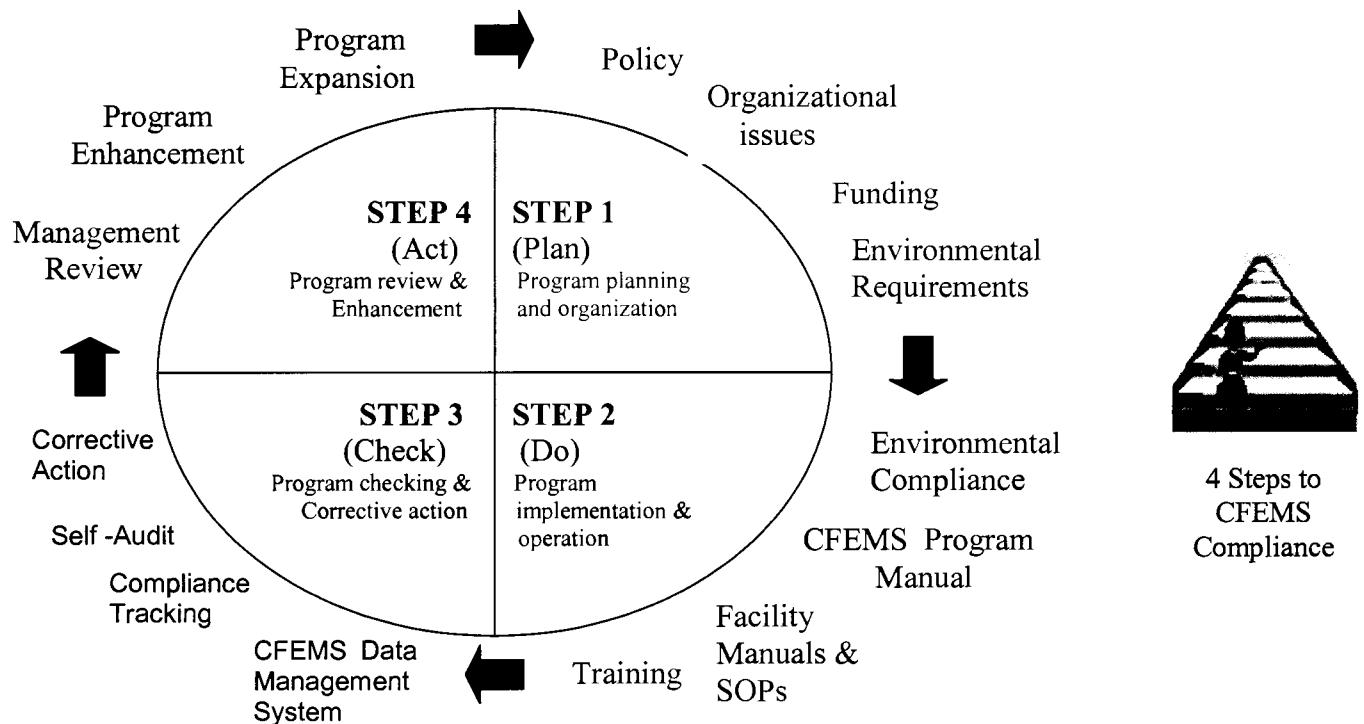 Program
Expansion
Policy
Organizational
issues
Funding
Environmental
Requirements
Environmental
Compliance
CFEMS Program
Manual
Facility
Manuals &
SOPs
Training
CFEMS Data
Management
System
Compliance
Tracking
Self -Audit
Corrective
Action
Management
Review
Program
Enhancement
STEP 4
(Act)
Program review &
Enhancement
STEP 1
(Plan)
Program planning
and organization
STEP 3
(Check)
Program checking &
Corrective action
STEP 2
(Do)
Program
implementation &
operation
4 Steps to
CFEMS
Compliance